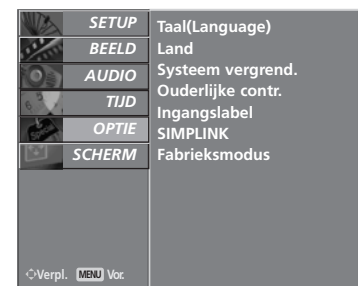 SETUP
BEELD
AUDIO
TIJD
OPTIE
SCHERM
Verpl. MENU Vor.
Taal(Language)
Land
Systeem vergrend.
Ouderlijke contr.
Ingangslabel
SIMPLINK
Fabrieksmodus